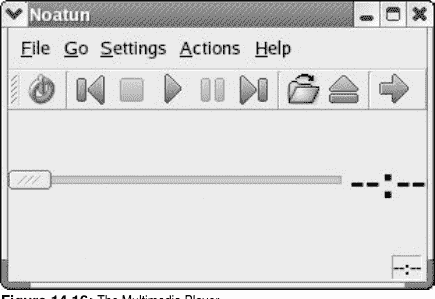 Noatun
File Go Settings Actions Help
--:--
--:--
Figure 14.16: The Multimedia Player